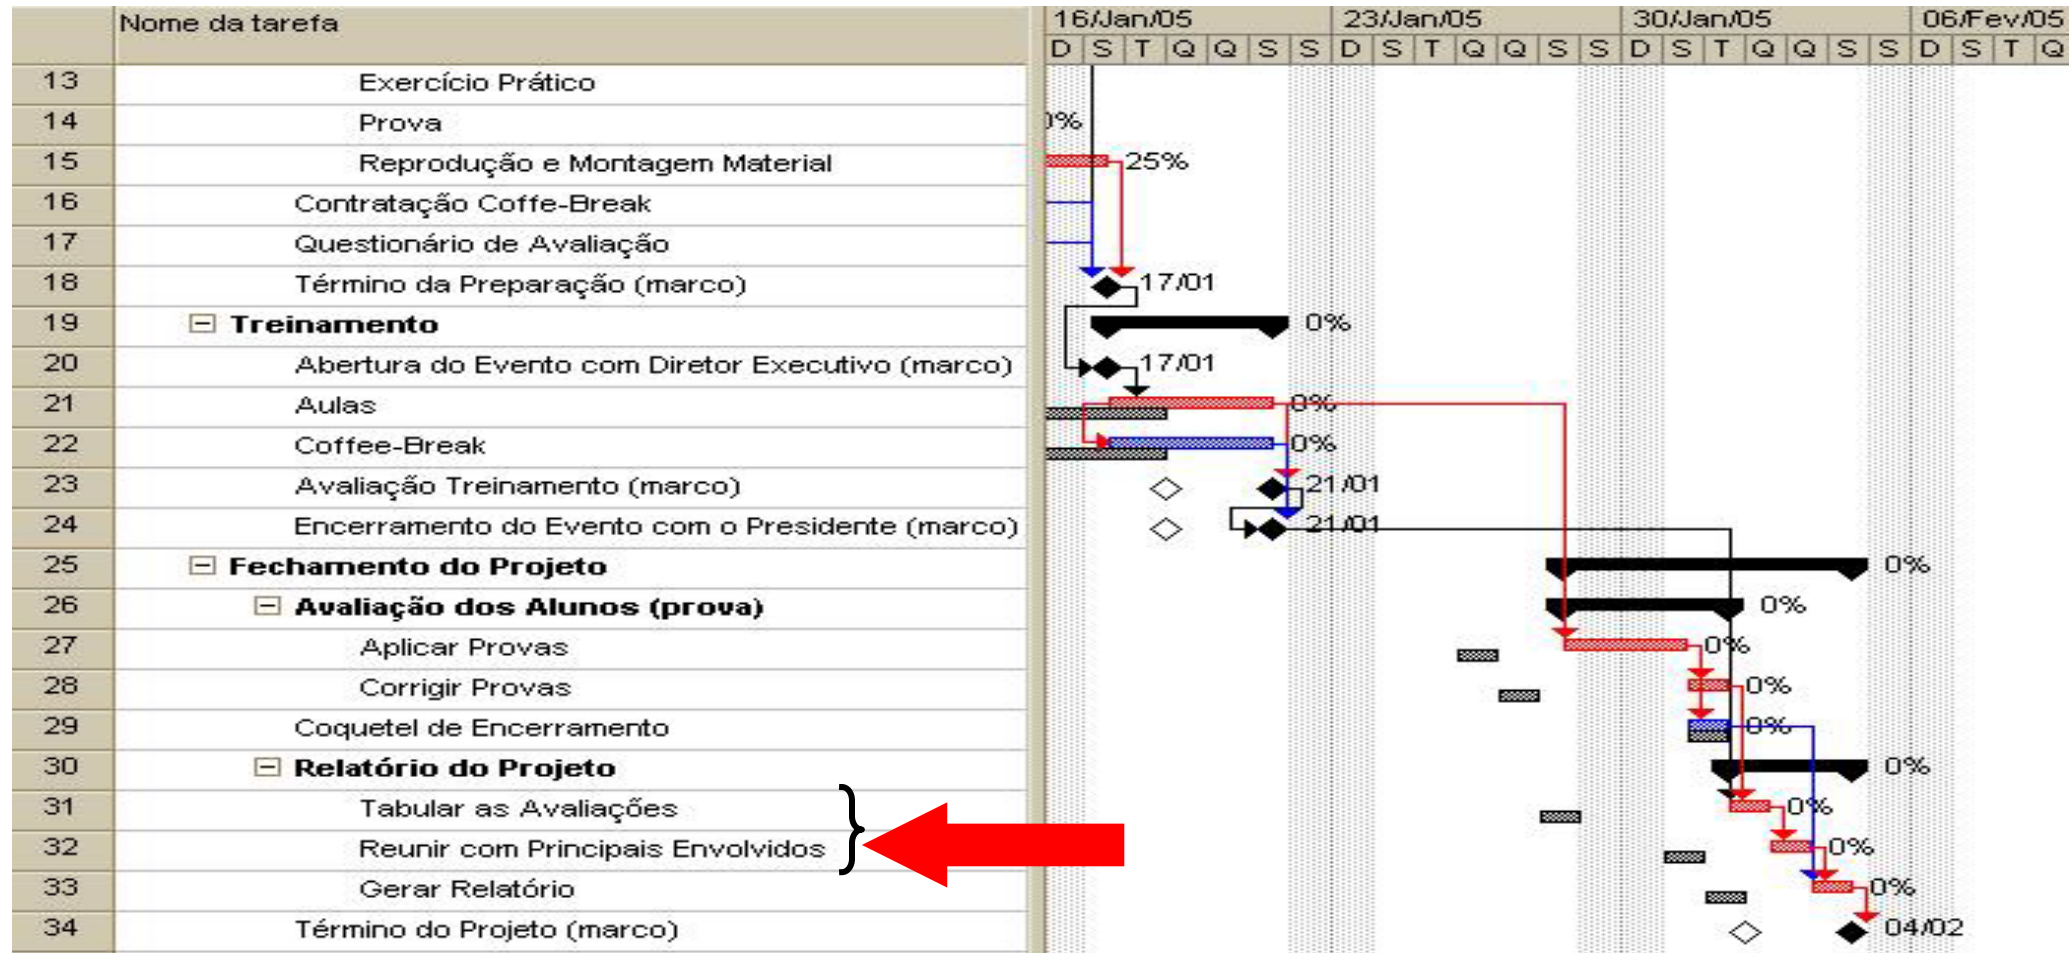 Nome da tarefa
16/Jan/05 23/Jan/05 30/Jan/05 06/Fev/05
D S T Q Q S S D S T Q Q S S D S T Q Q S S D S T Q
13 Exercício Prático
14 Prova 0%
15 Reprodução e Montagem Material 25%
16 Contratação Coffe-Break
17 Questionário de Avaliação
18 Término da Preparação (marco) 17/01
19 Treinamento 0%
20 Abertura do Evento com Diretor Executivo (marco) 17/01
21 Aulas 0%
22 Coffee-Break 0%
23 Avaliação Treinamento (marco) 21/01
24 Encerramento do Evento com o Presidente (marco) 21/01
25 Fechamento do Projeto 0%
26 Avaliação dos Alunos (prova) 0%
27 Aplicar Provas 0%
28 Corrigir Provas 0%
29 Coquetel de Encerramento 0%
30 Relatório do Projeto 0%
31 Tabular as Avaliações 0%
32 Reunir com Principais Envolvidos 0%
33 Gerar Relatório 0%
34 Término do Projeto (marco) 04/02